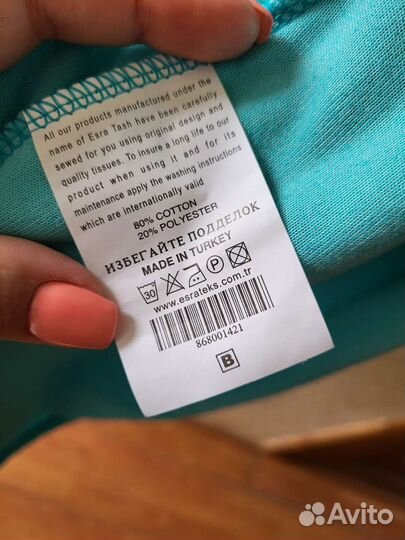 All our products manufactured under the
name of Esra Tash have been carefully
sewed for you using original design and
quality tissues. To insure a long life to our
product when using it and for its
maintenance apply the washing instructions
which are internationally valid
80% COTTON
20% POLYESTER
ИЗБЕГАЙТЕ ПОДДЕЛОК
MADE IN TURKEY
30 P
www.esrateks.com.tr
868001421
B
Avito